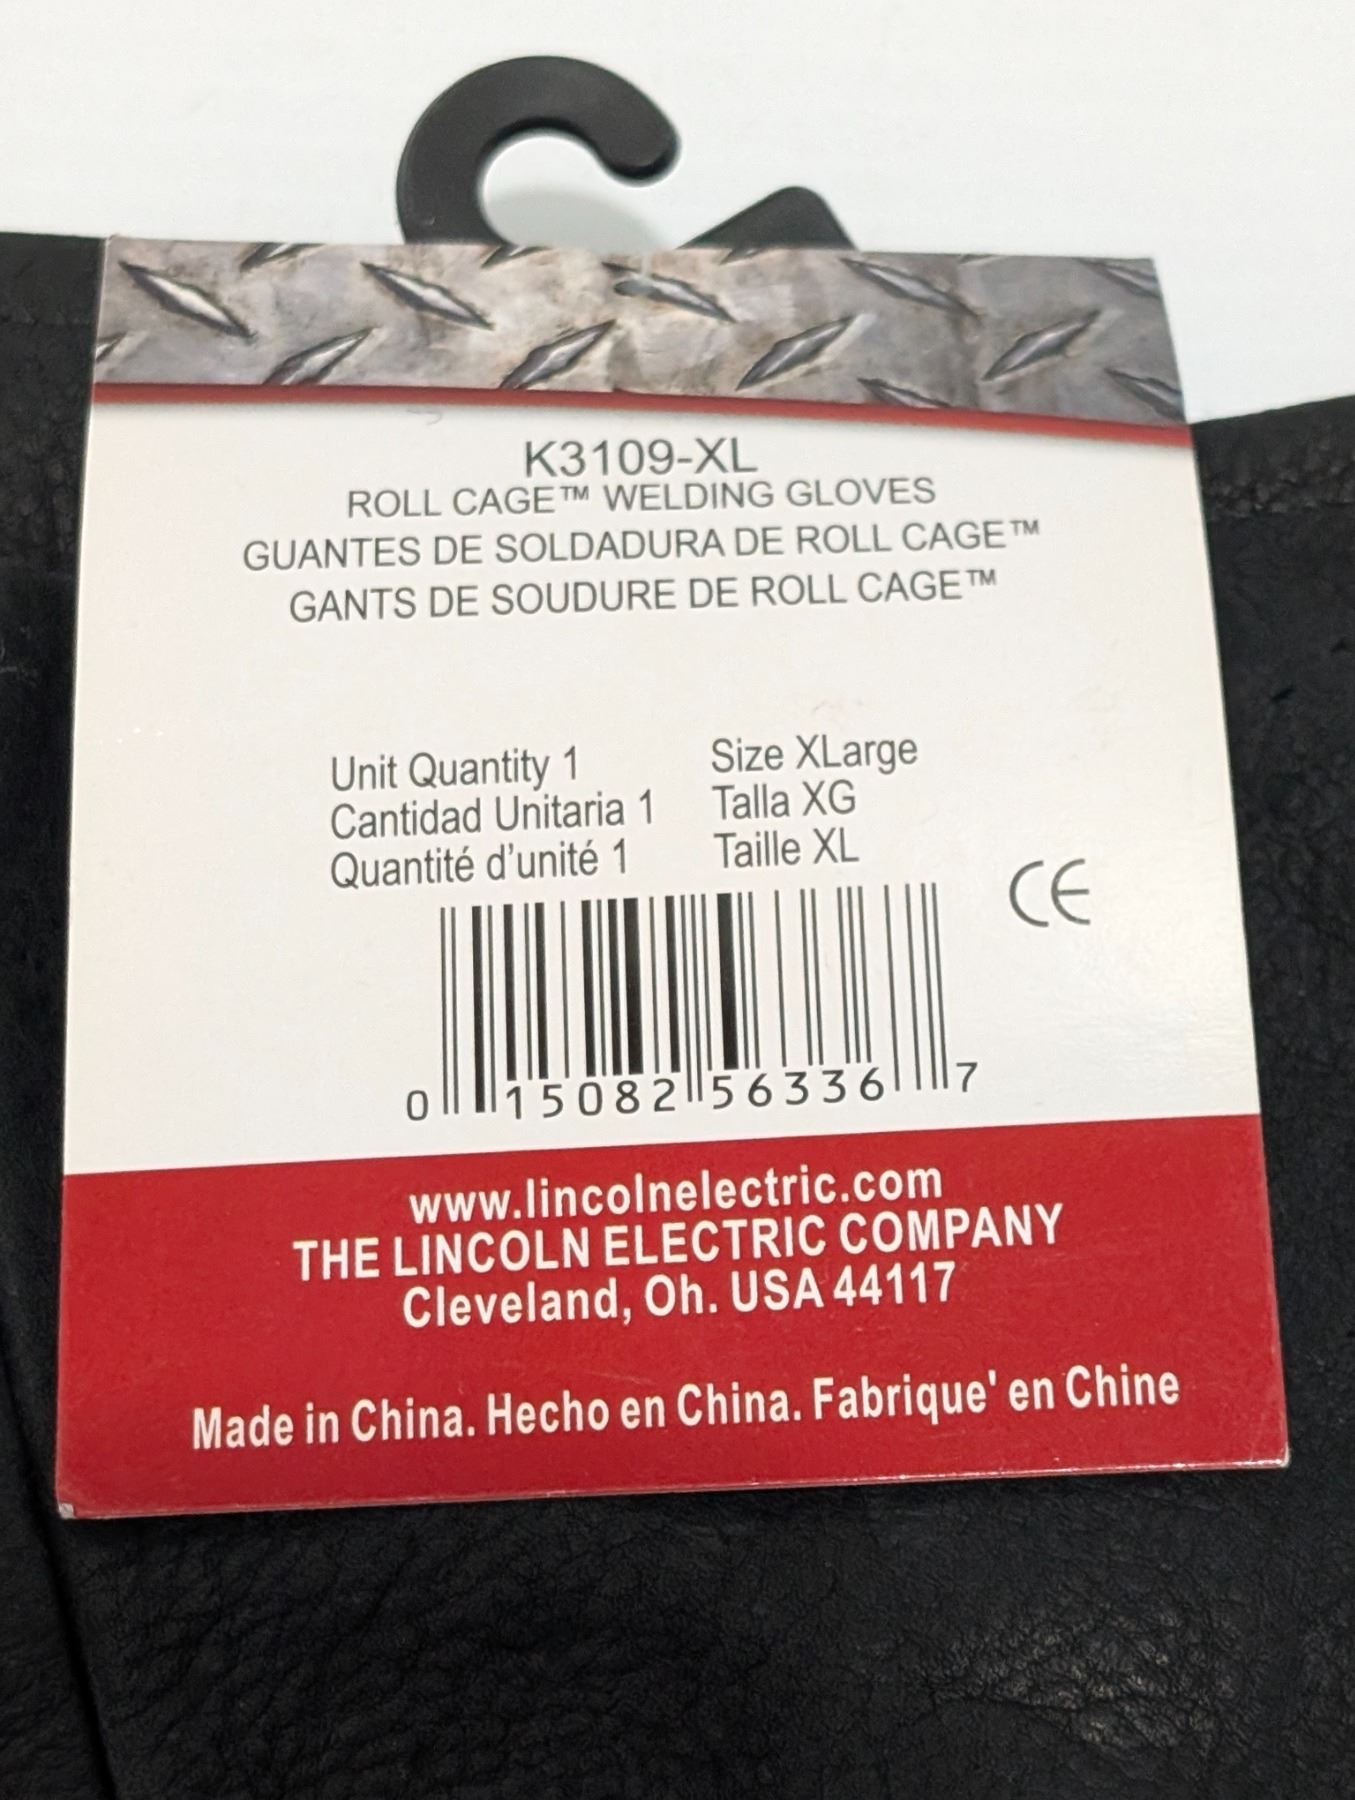 K3109-XL
ROLL CAGE™ WELDING GLOVES
GUANTES DE SOLDADURA DE ROLL CAGE™
GANTS DE SOUDURE DE ROLL CAGE™
Unit Quantity 1
Cantidad Unitaria 1
Quantité d'unité 1
Size XLarge
Talla XG
Taille XL
CE
0 15082 56336 7
www.lincolnelectric.com
THE LINCOLN ELECTRIC COMPANY
Cleveland, Oh. USA 44117
Made in China. Hecho en China. Fabrique' en Chine